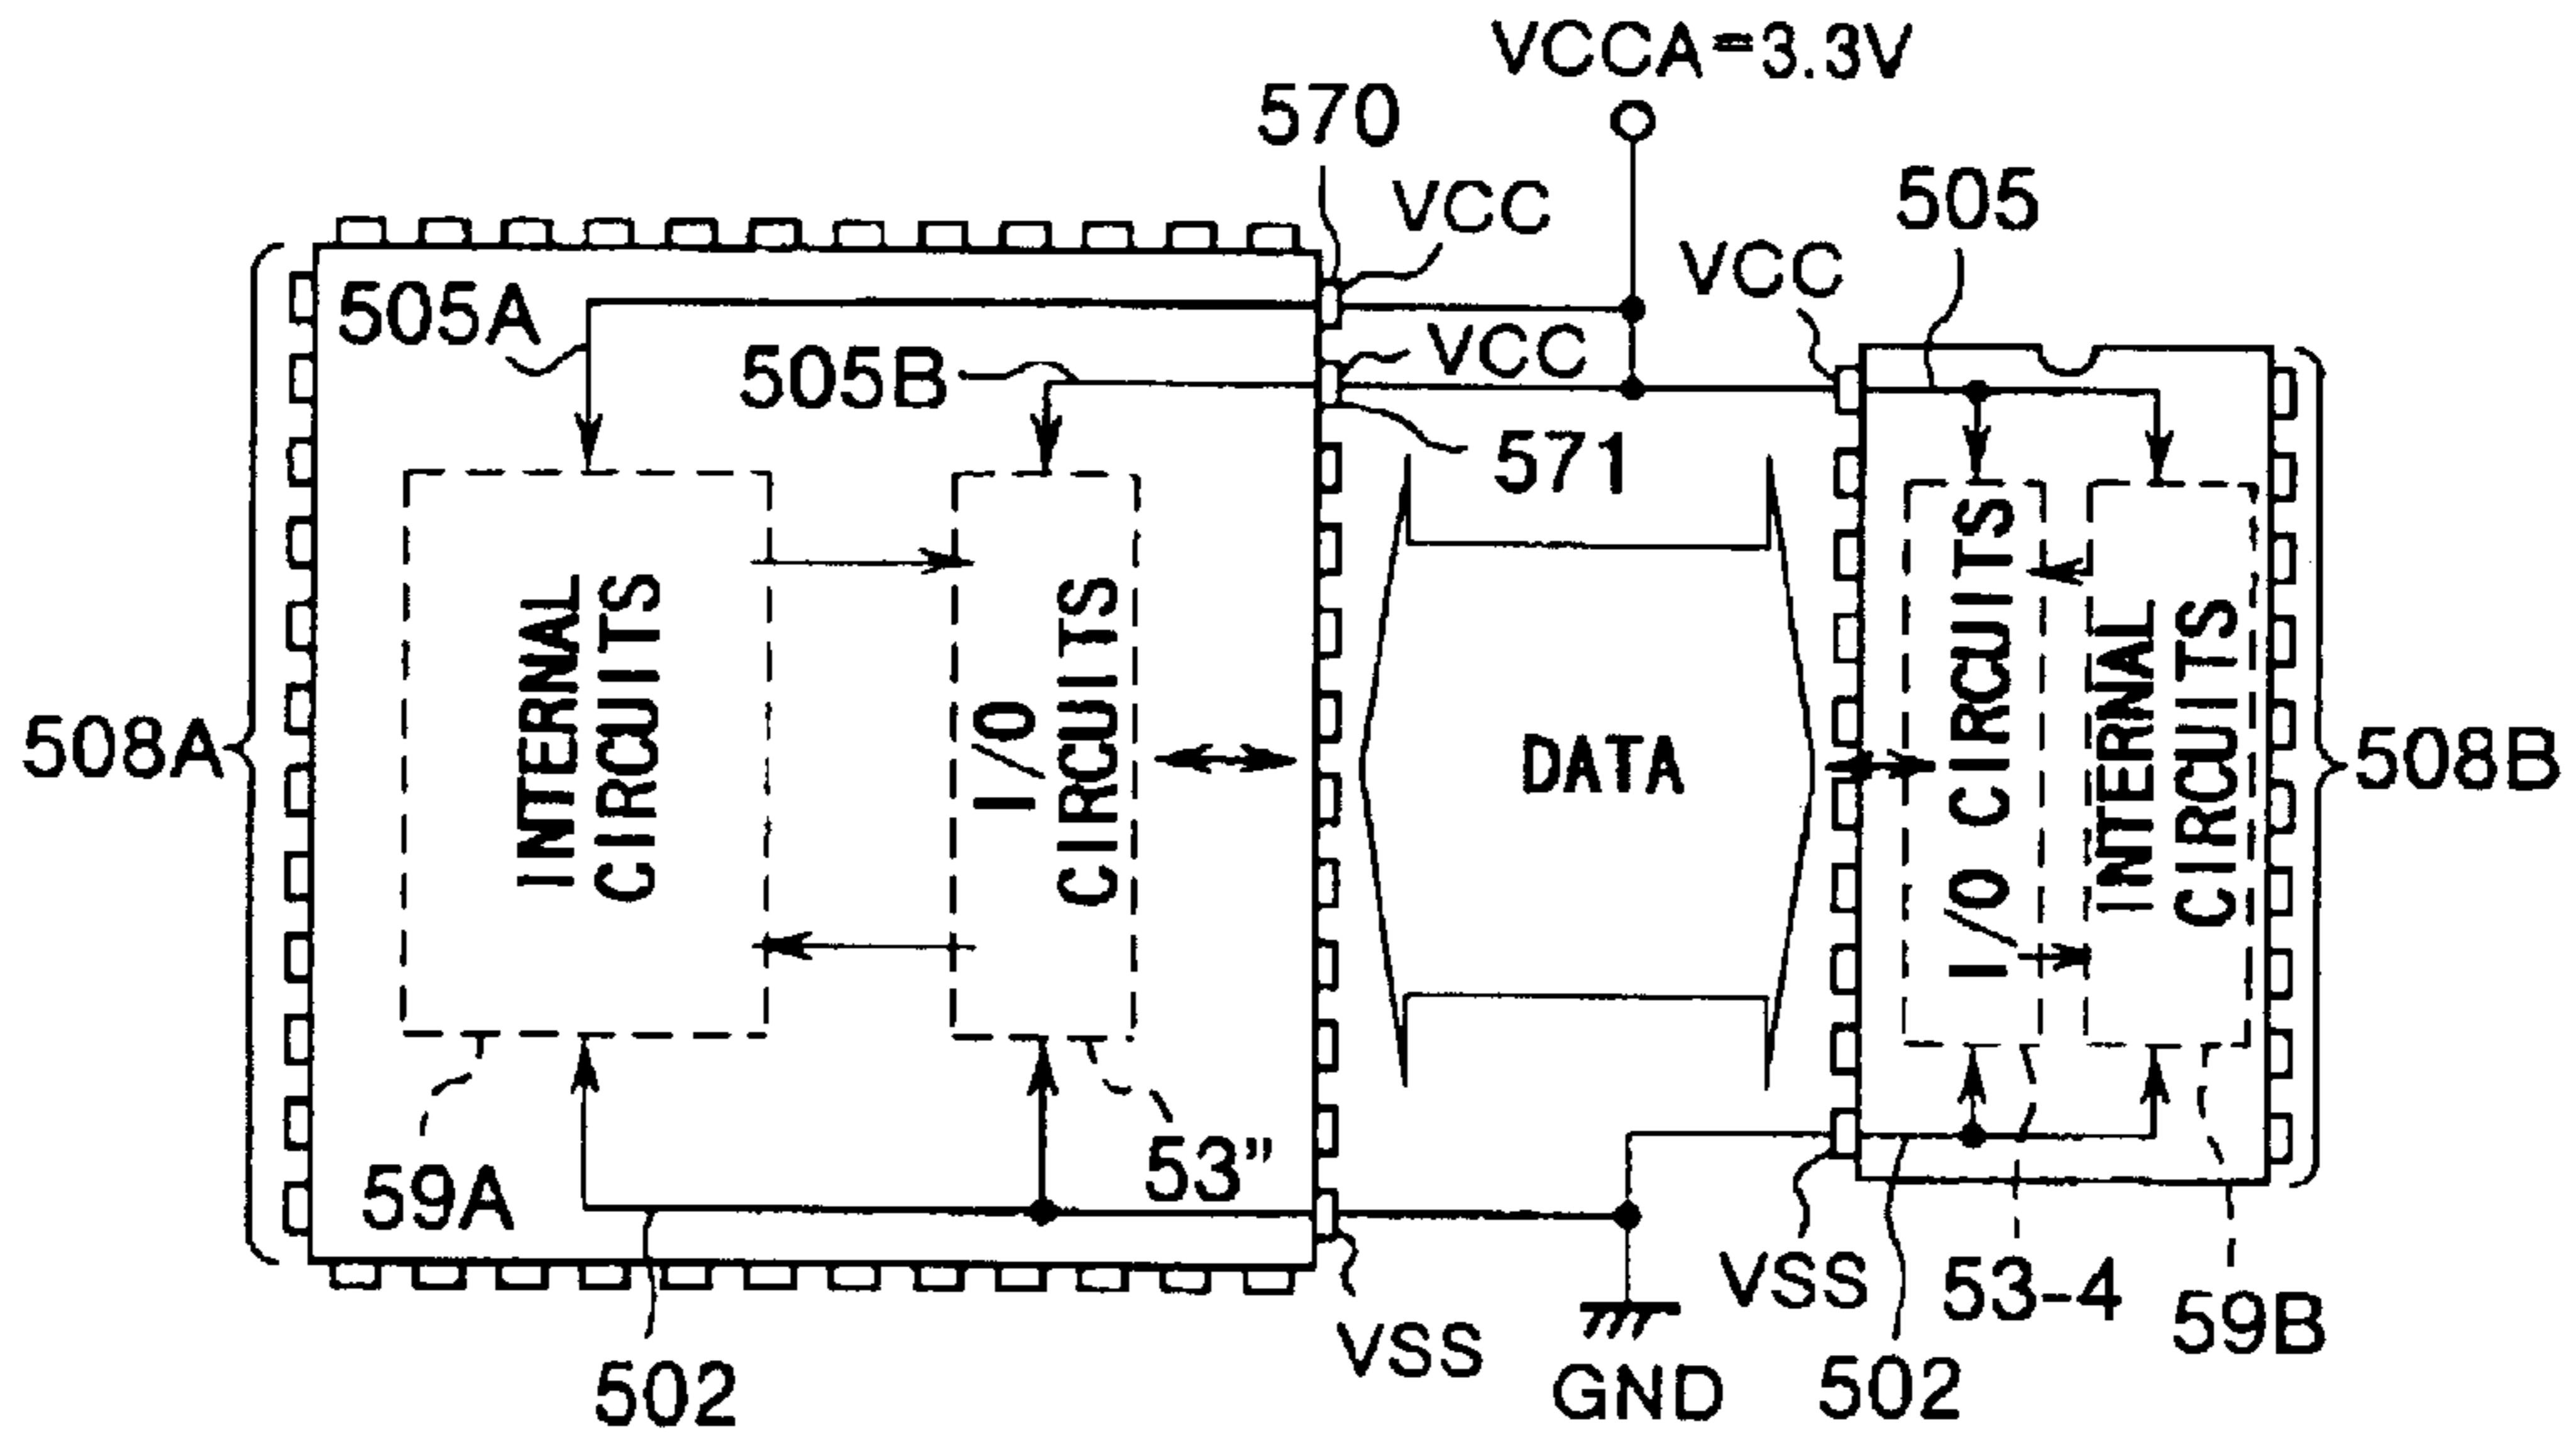 VCCA=3.3V
570
VCC
505
VCC
505A
VCC
505B
571
INTERNAL
CIRCUITS
I/O
CIRCUITS
DATA
I/O CIRCUITS
INTERNAL
CIRCUITS
508A
508B
59A
53”
VSS
53-4
59B
VSS
502
GND
502